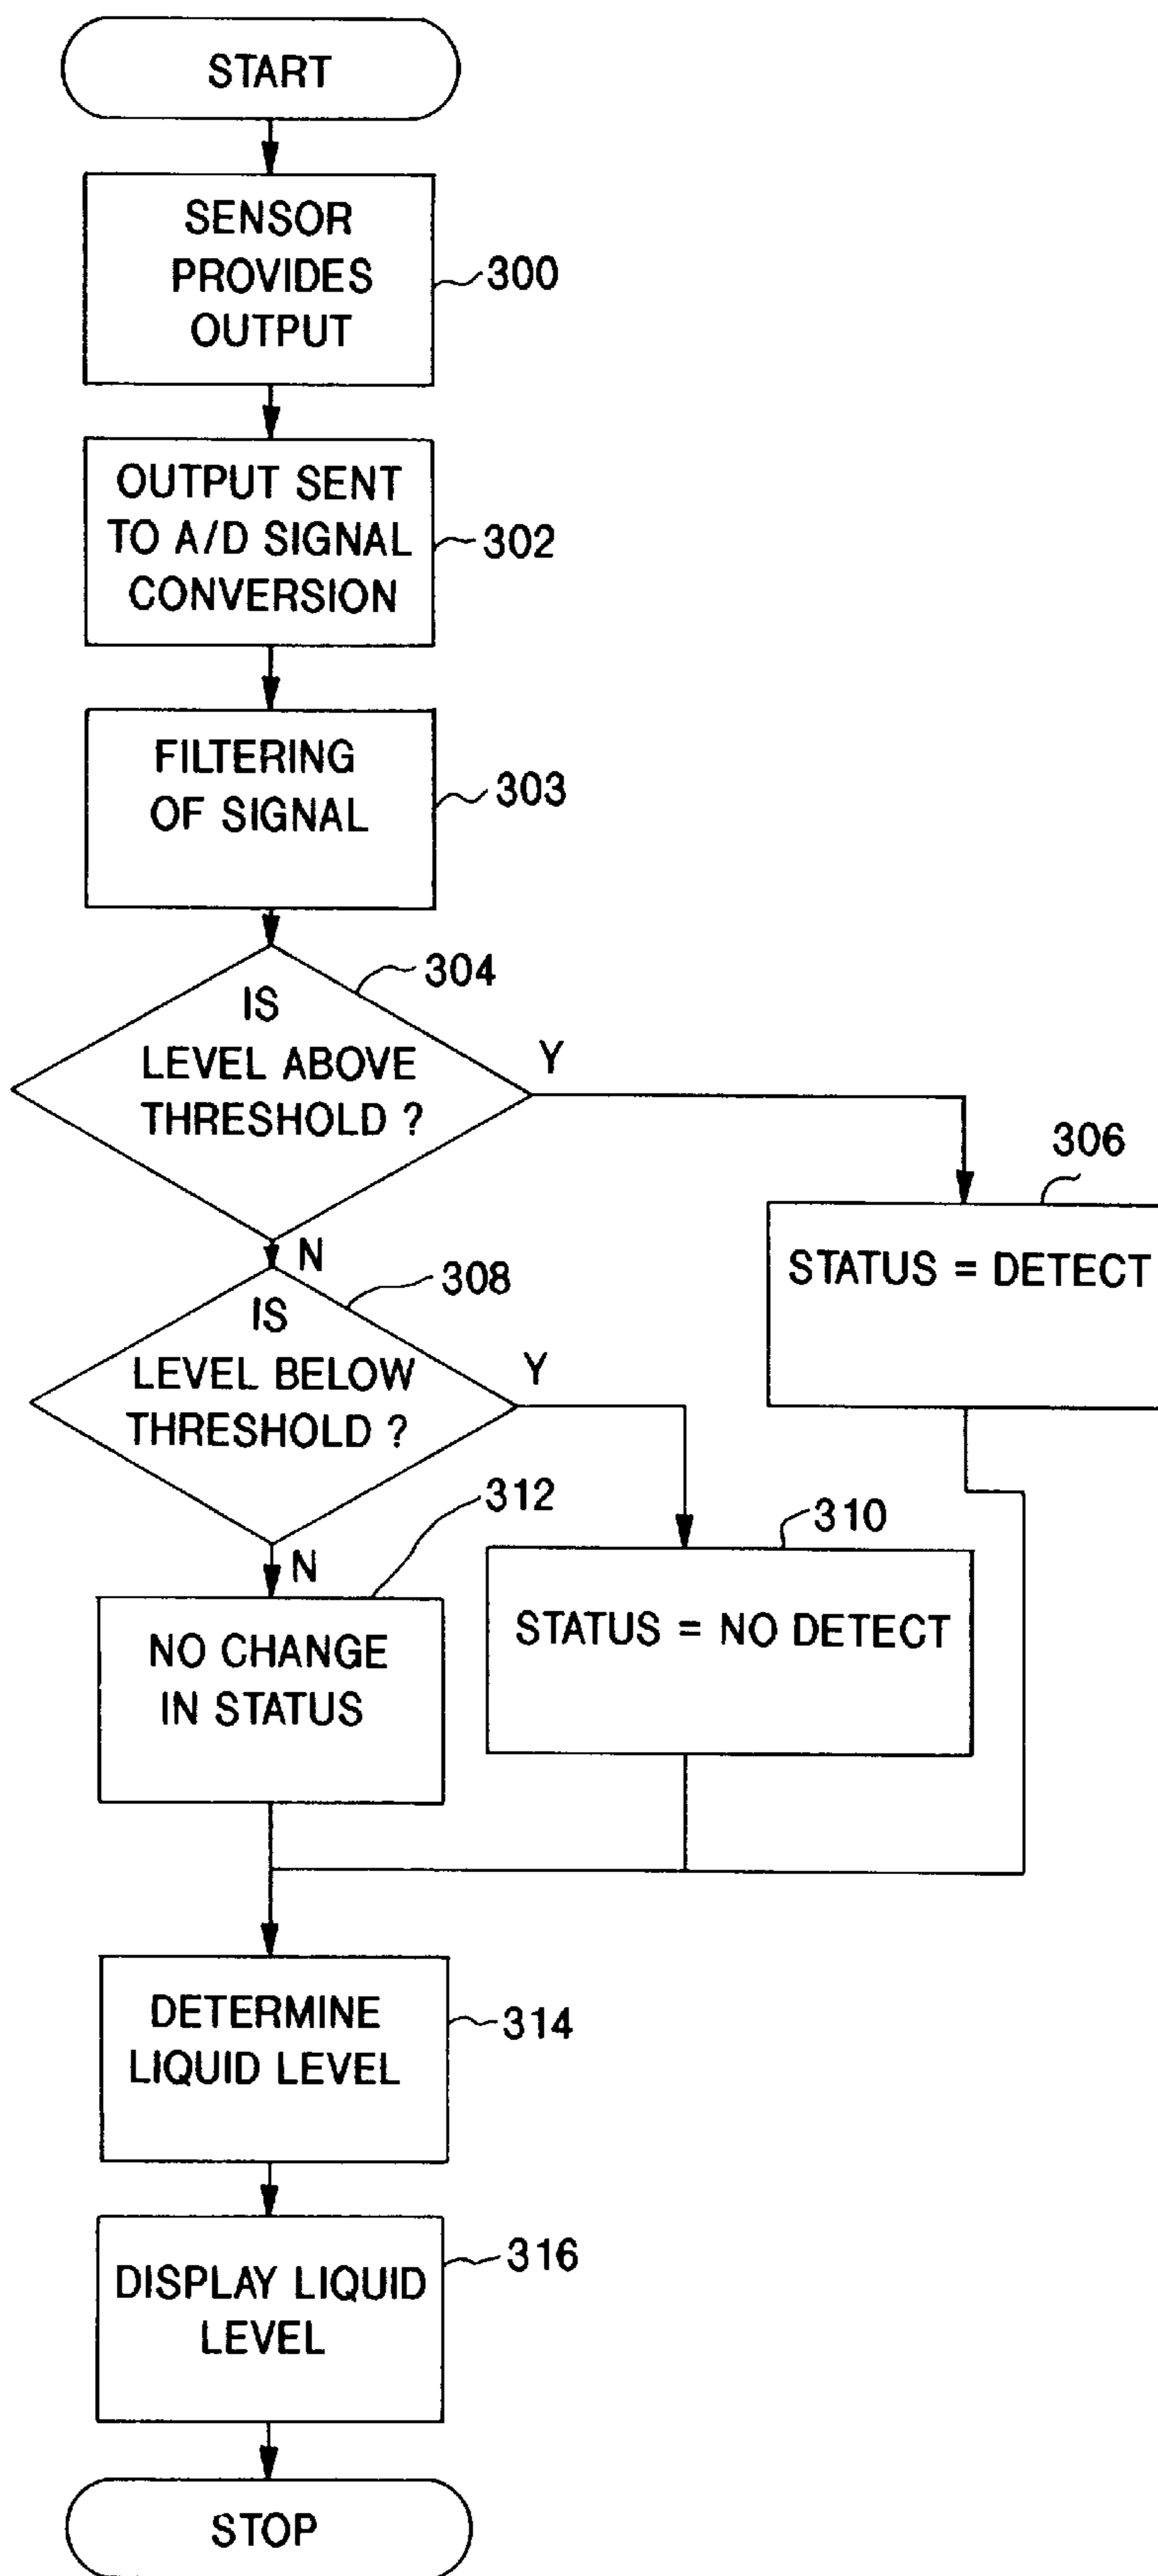 START
SENSOR
PROVIDES
OUTPUT
300
OUTPUT SENT
TO A/D SIGNAL
CONVERSION
302
FILTERING
OF SIGNAL
303
304
IS
LEVEL ABOVE
THRESHOLD ?
Y
N
306
STATUS = DETECT
308
IS
LEVEL BELOW
THRESHOLD ?
Y
N
310
STATUS = NO DETECT
312
NO CHANGE
IN STATUS
DETERMINE
LIQUID LEVEL
314
DISPLAY LIQUID
LEVEL
316
STOP